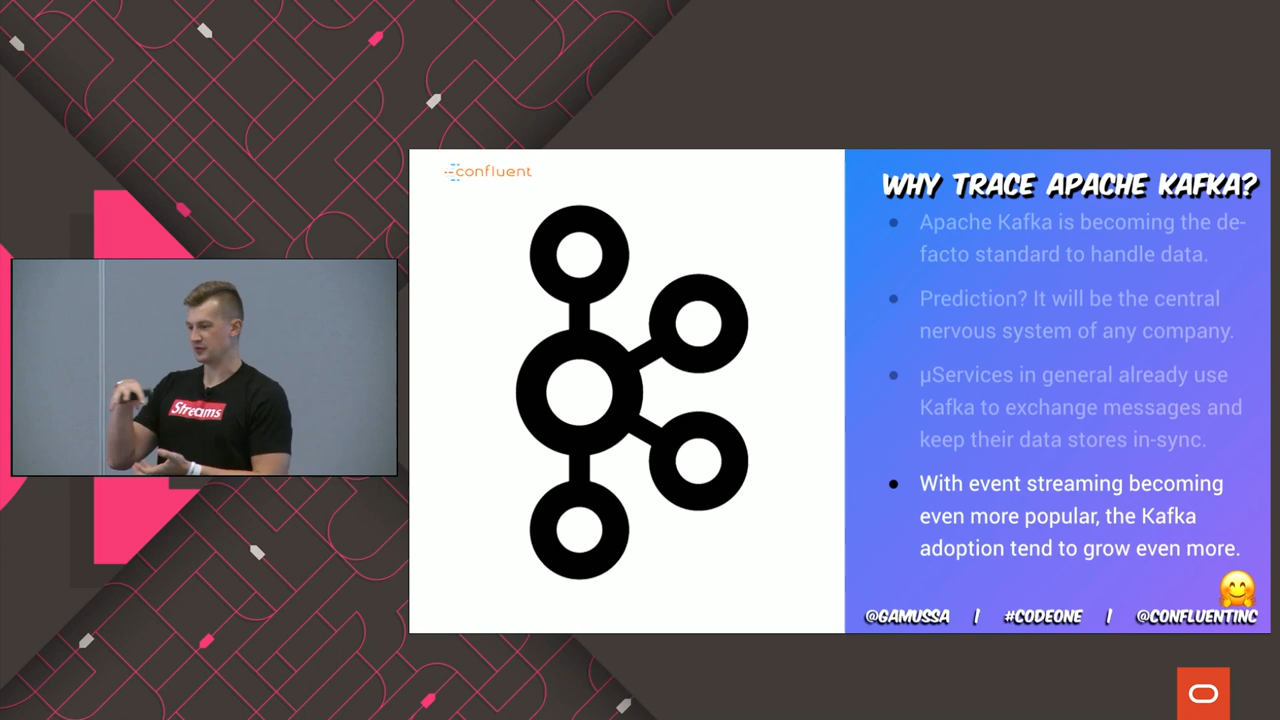 confluent
WHY TRACE APACHE KAFKA?
• Apache Kafka is becoming the de-
facto standard to handle data.
• Prediction? It will be the central
nervous system of any company.
• μServices in general already use
Kafka to exchange messages and
keep their data stores in-sync.
• With event streaming becoming
even more popular, the Kafka
adoption tend to grow even more.
@GAMUSSA | #CODEONE | @CONFLUENTINC
Streams